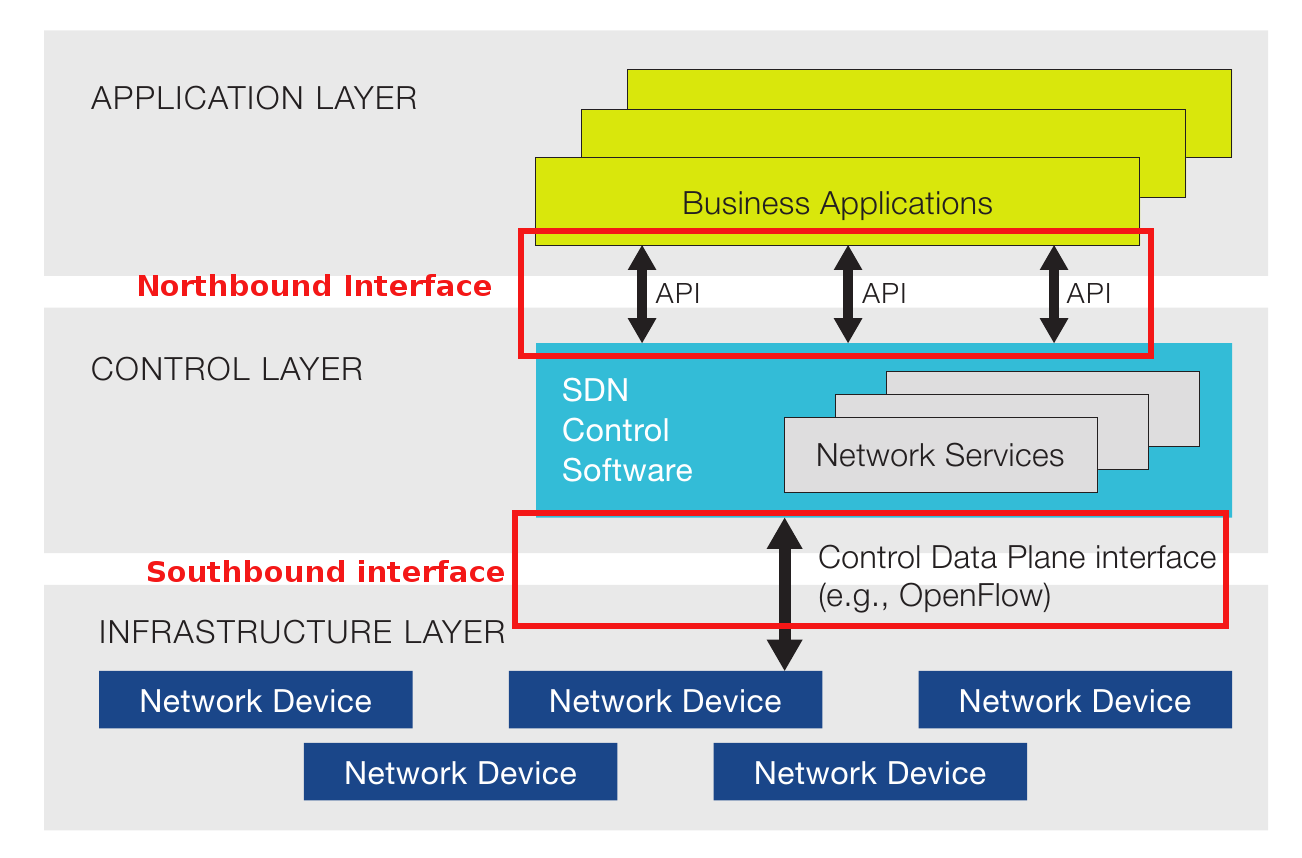 APPLICATION LAYER
Business Applications
Northbound Interface
API
API
API
CONTROL LAYER
SDN
Control
Software
Network Services
Southbound interface
Control Data Plane interface
(e.g., OpenFlow)
INFRASTRUCTURE LAYER
Network Device
Network Device
Network Device
Network Device
Network Device